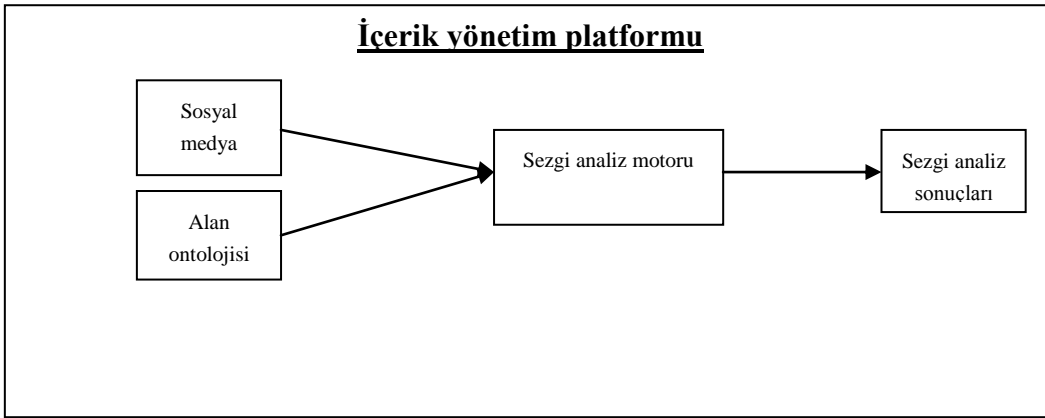 İçerik yönetim platformu
Sosyal
medya
Alan
ontolojisi
Sezgi analiz motoru
Sezgi analiz
sonuçları